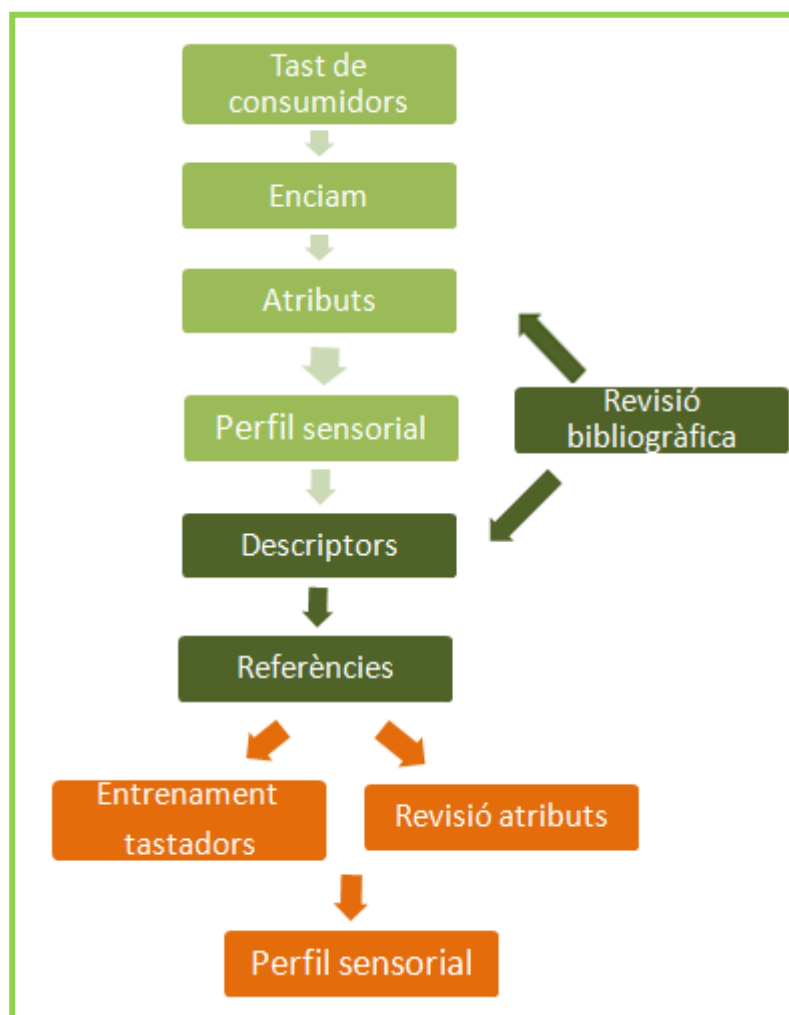 Tast de
consumidors
Enciam
Atributs
Perfil sensorial
Revisió
bibliogràfica
Descriptors
Referències
Entrenament
tastadors
Revisió atributs
Perfil sensorial